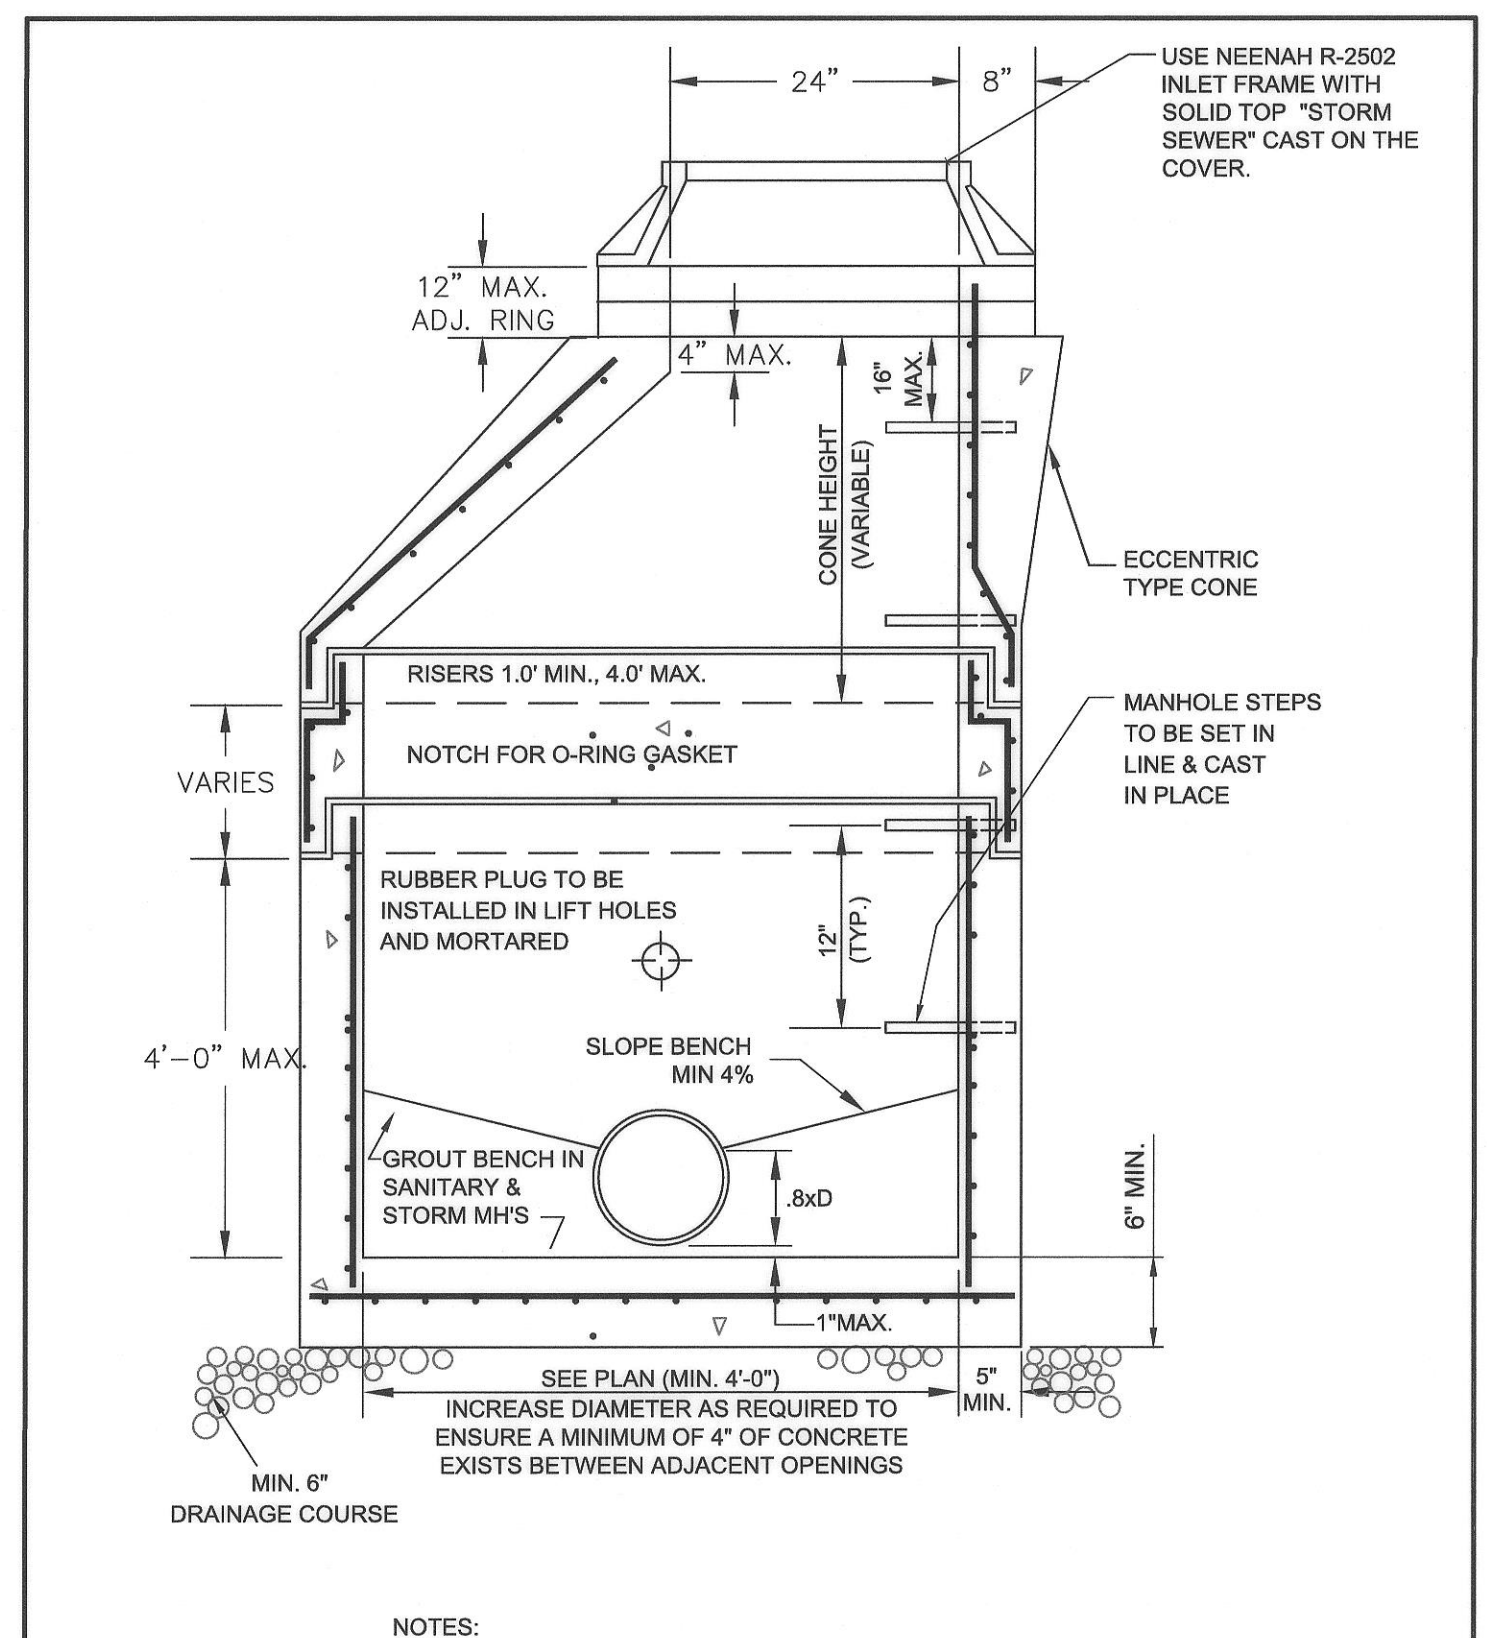 24”
8”
USE NEENAH R-2502
INLET FRAME WITH
SOLID TOP "STORM
SEWER" CAST ON THE
COVER.
12” MAX.
ADJ. RING
4” MAX.
16"
MAX.
CONE HEIGHT
(VARIABLE)
ECCENTRIC
TYPE CONE
RISERS 1.0' MIN., 4.0' MAX.
MANHOLE STEPS
TO BE SET IN
LINE & CAST
IN PLACE
NOTCH FOR O-RING GASKET
VARIES
RUBBER PLUG TO BE
INSTALLED IN LIFT HOLES
AND MORTARED
12"
(TYP.)
4’-0” MAX.
SLOPE BENCH
MIN 4%
GROUT BENCH IN
SANITARY &
STORM MH'S
.8xD
6" MIN.
1"MAX.
SEE PLAN (MIN. 4'-0")
5"
MIN.
INCREASE DIAMETER AS REQUIRED TO
ENSURE A MINIMUM OF 4" OF CONCRETE
EXISTS BETWEEN ADJACENT OPENINGS
MIN. 6"
DRAINAGE COURSE
NOTES: